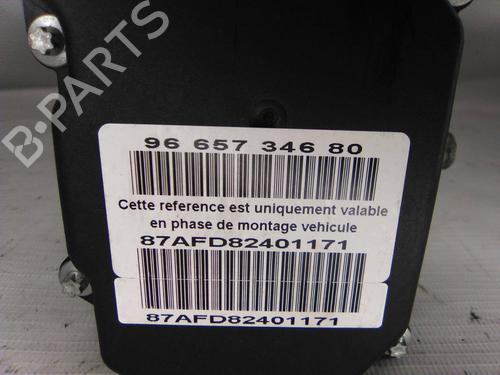 B-PARTS
96 657 346 80
Cette reference est uniquement valable
en phase de montage vehicule
87AFD82401171
87AFD82401171